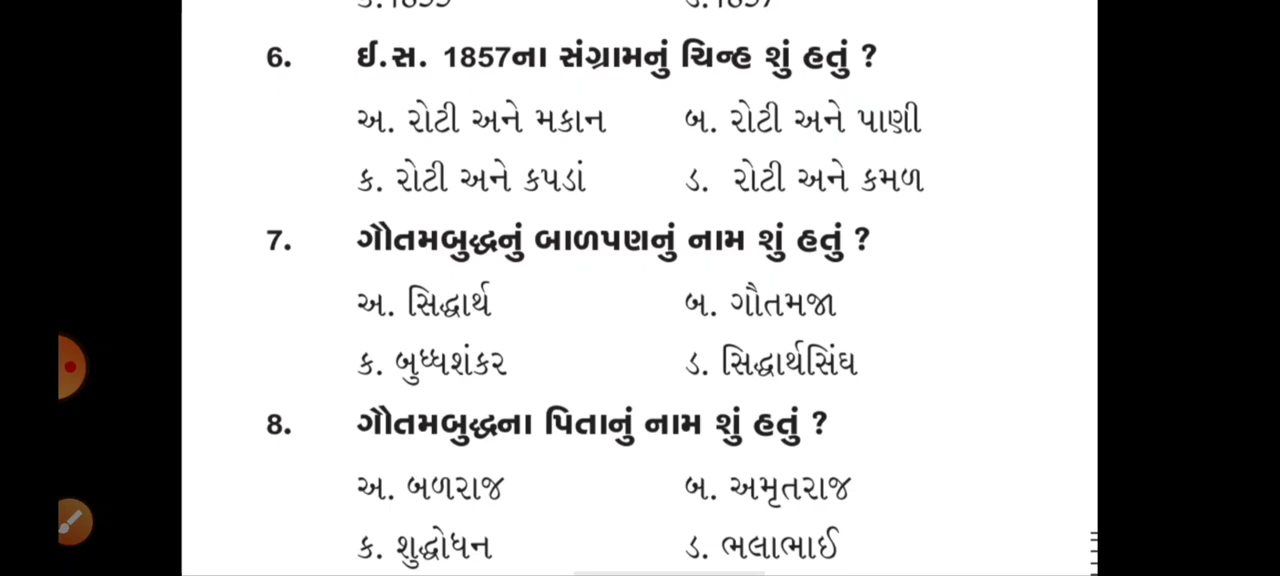 6. ઈ.સ. 1857ના સંગ્રામનું ચિન્હ શું હતું ?
અ. રોટી અને મકાન બ. રોટી અને પાણી
ક. રોટી અને કપડાં ડ. રોટી અને કમળ
7. ગૌતમબુદ્ધનું બાળપણનું નામ શું હતું ?
અ. સિદ્ધાર્થ બ. ગૌતમજા
ક. બુધ્ધશંકર ડ. સિદ્ધાર્થસિંઘ
8. ગૌતમબુદ્ધના પિતાનું નામ શું હતું ?
અ. બળરાજ બ. અમૃતરાજ
ક. શુદ્ધોધન ડ. ભલાભાઈ